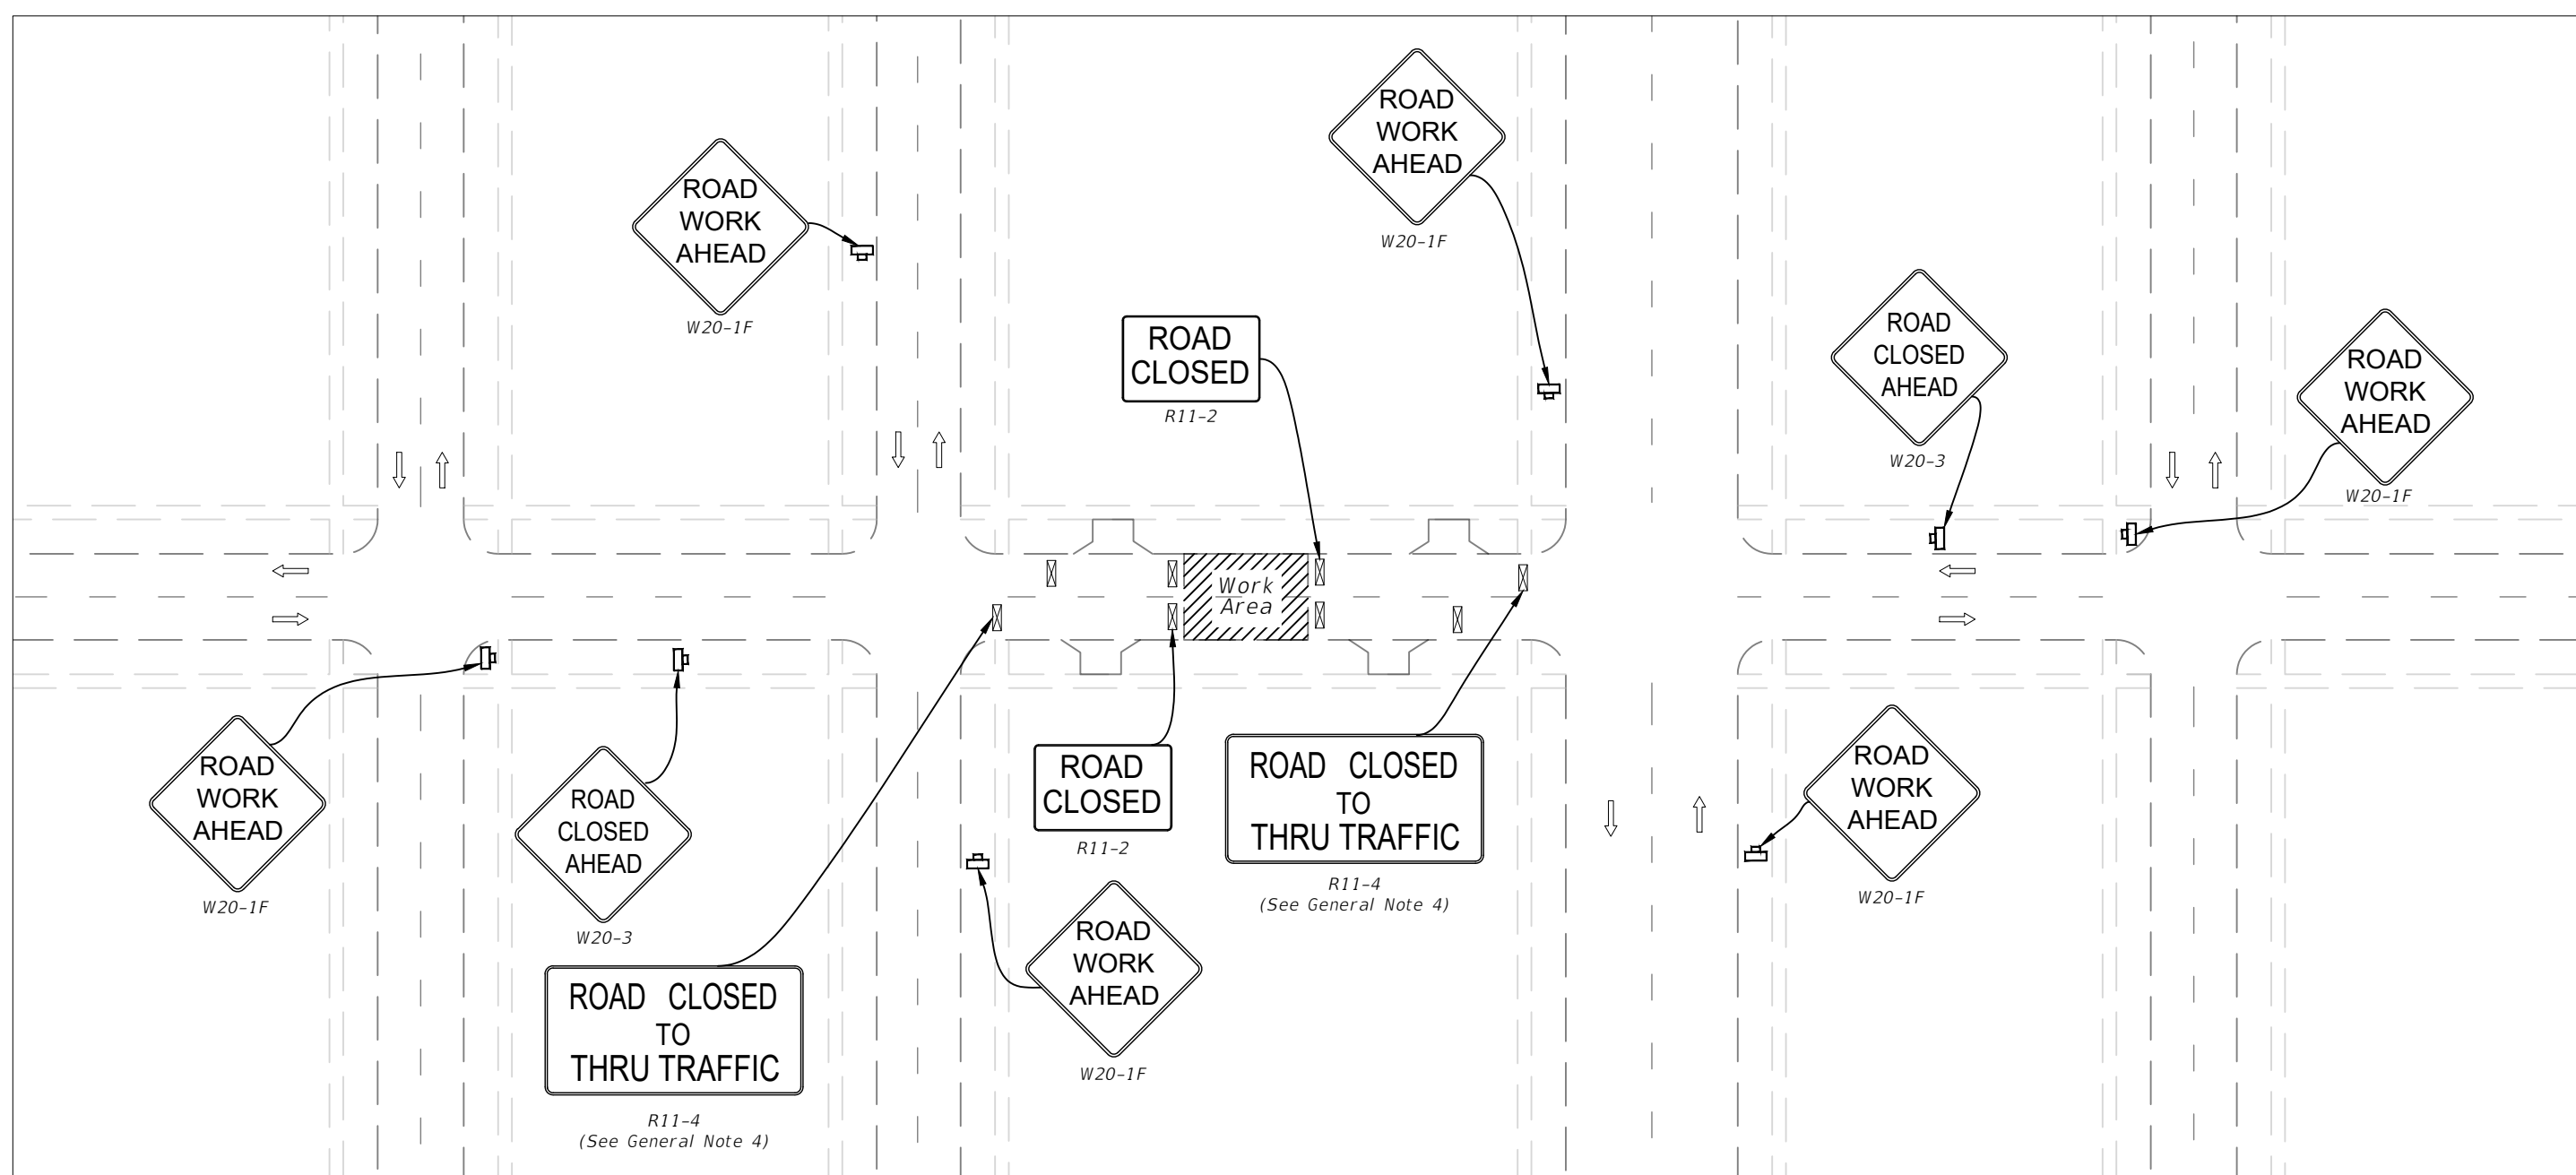 ROAD
WORK
AHEAD
W20-1F
ROAD
WORK
AHEAD
W20-1F
ROAD
CLOSED
R11-2
ROAD
CLOSED
AHEAD
W20-3
ROAD
WORK
AHEAD
W20-1F
Work
Area
ROAD
WORK
AHEAD
W20-1F
ROAD
CLOSED
AHEAD
W20-3
ROAD CLOSED
TO
THRU TRAFFIC
R11-4
(See General Note 4)
ROAD
CLOSED
R11-2
ROAD
WORK
AHEAD
W20-1F
ROAD CLOSED
TO
THRU TRAFFIC
R11-4
(See General Note 4)
ROAD
WORK
AHEAD
W20-1F